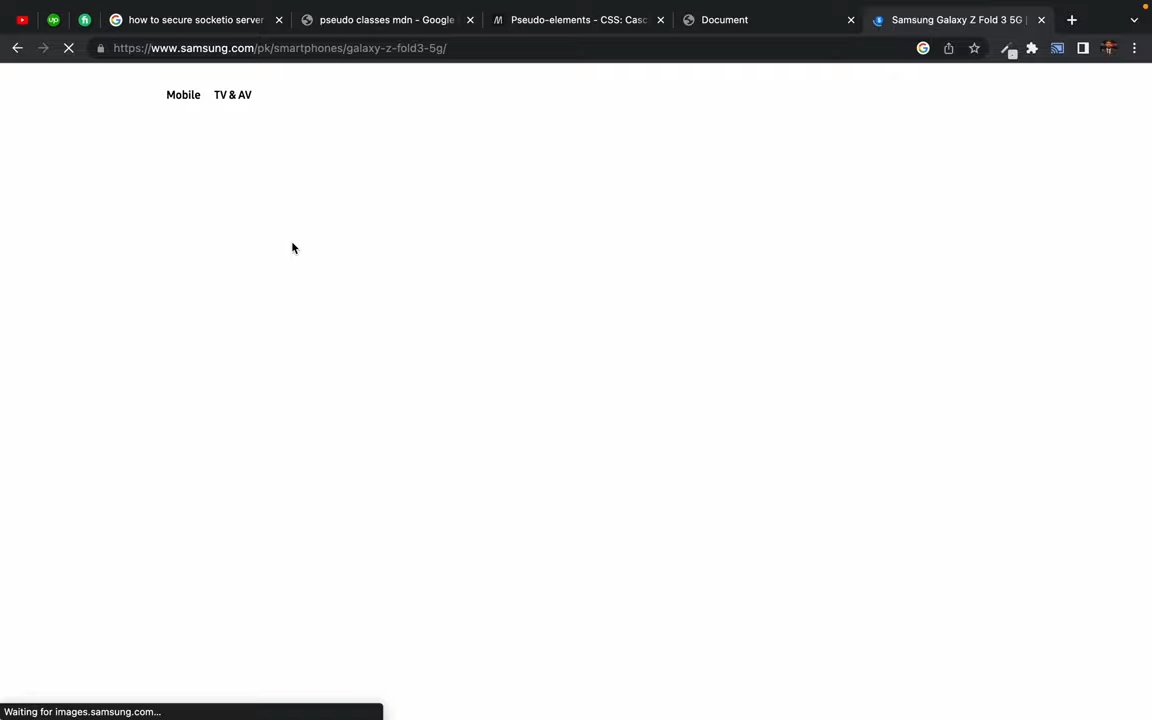 how to secure socketio server
pseudo classes mdn - Google
Pseudo-elements - CSS: Casc
Document
Samsung Galaxy Z Fold 3 5G |
https://www.samsung.com/pk/smartphones/galaxy-z-fold3-5g/
Mobile TV & AV
Waiting for images.samsung.com...